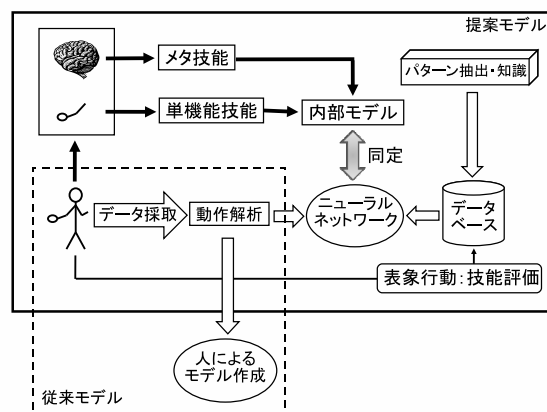 提案モデル
メタ技能
パターン抽出・知識
単機能技能
内部モデル
同定
データ採取
動作解析
ニューラル
ネットワーク
データ
ベース
表象行動:技能評価
人による
モデル作成
従来モデル